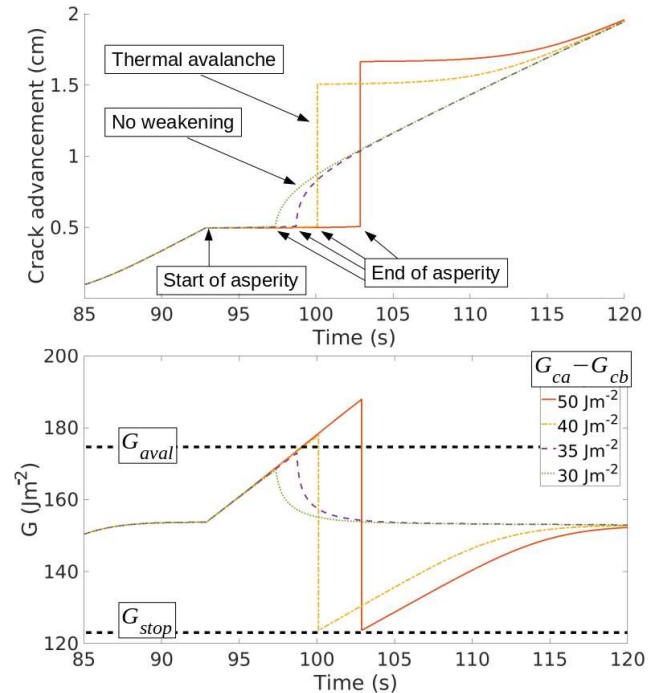 2
1.5
1
0.5
Crack advancement (cm)
Thermal avalanche
No weakening
Start of asperity
End of asperity
85 90 95 100 105 110 115 120
Time (s)
200
180
160
140
120
G (Jm⁻²)
G_aval
G_stop
G_ca − G_cb
50 Jm⁻²
40 Jm⁻²
35 Jm⁻²
30 Jm⁻²
85 90 95 100 105 110 115 120
Time (s)